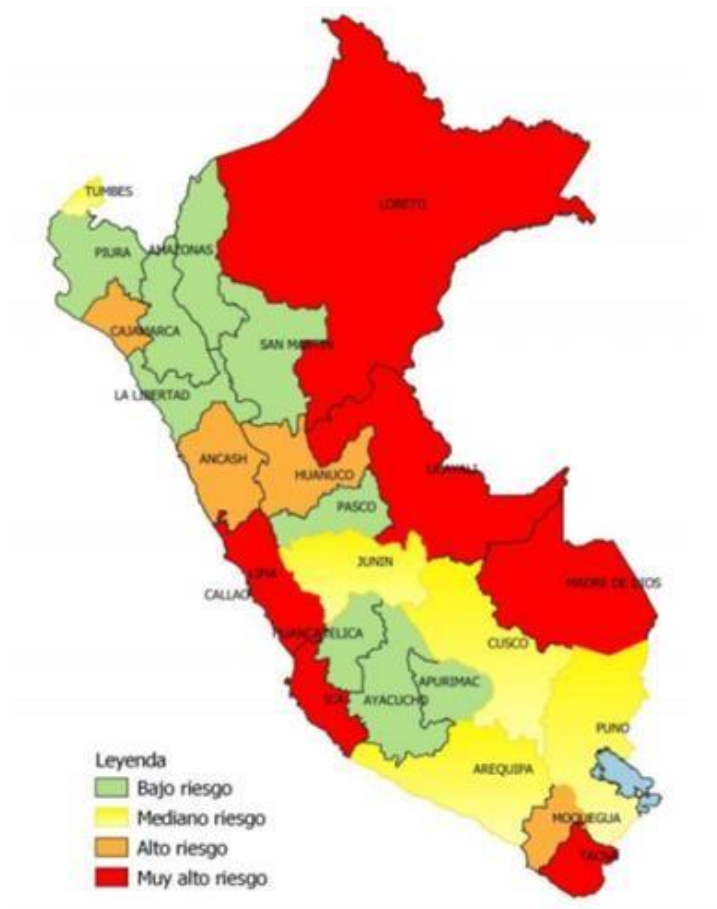 TUMBES
LORETO
PIURA
AMAZONAS
CAJAMARCA
SAN MARTIN
LA LIBERTAD
ANCASH
HUANUCO
UCAYALI
PASCO
JUNIN
LIMA
CALLAO
MADRE DE DIOS
HUANCAVELICA
CUSCO
APURIMAC
ICA
AYACUCHO
PUNO
AREQUIPA
MOQUEGUA
TACNA
Leyenda
Bajo riesgo
Mediano riesgo
Alto riesgo
Muy alto riesgo